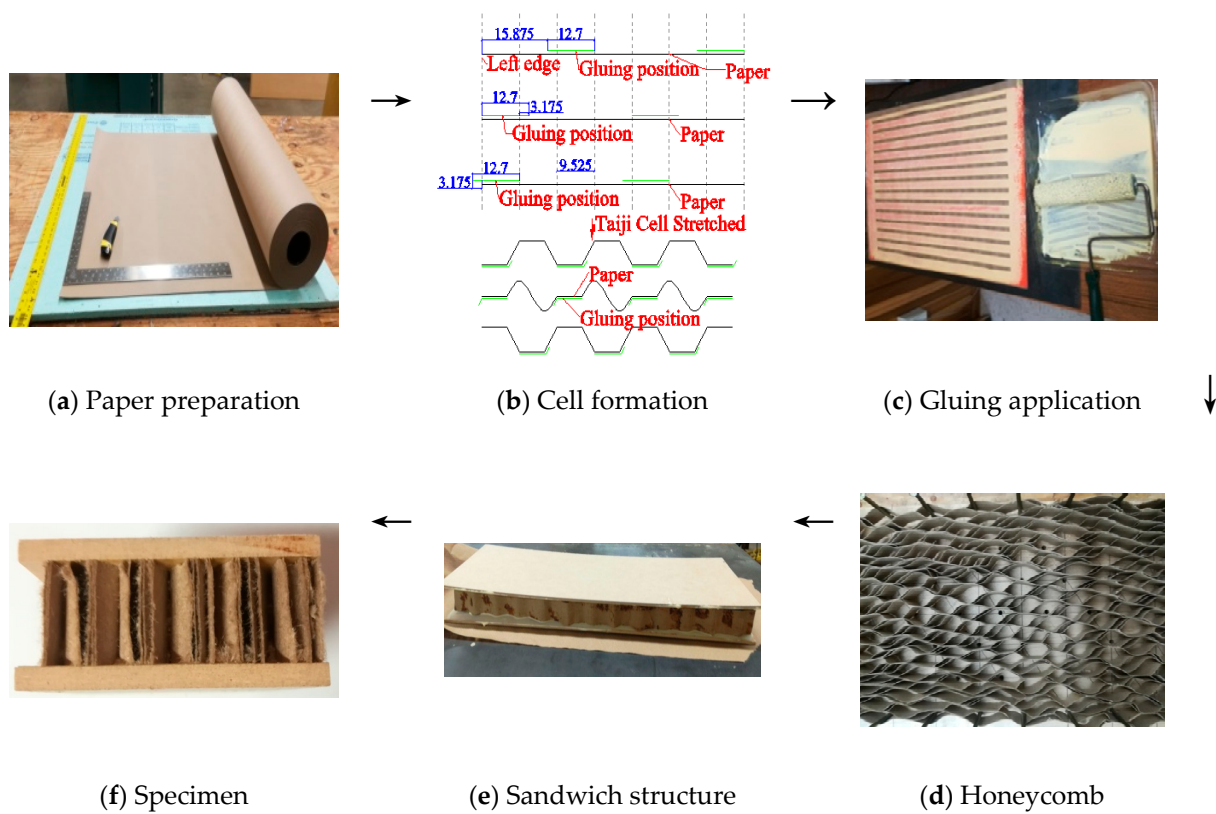 15.875 12.7
Left edge Gluing position Paper
12.7
3.175
Gluing position Paper
12.7 9.525
3.175
Gluing position Paper
Taiji Cell Stretched
Paper
Gluing position
(a) Paper preparation (b) Cell formation (c) Gluing application
(f) Specimen (e) Sandwich structure (d) Honeycomb